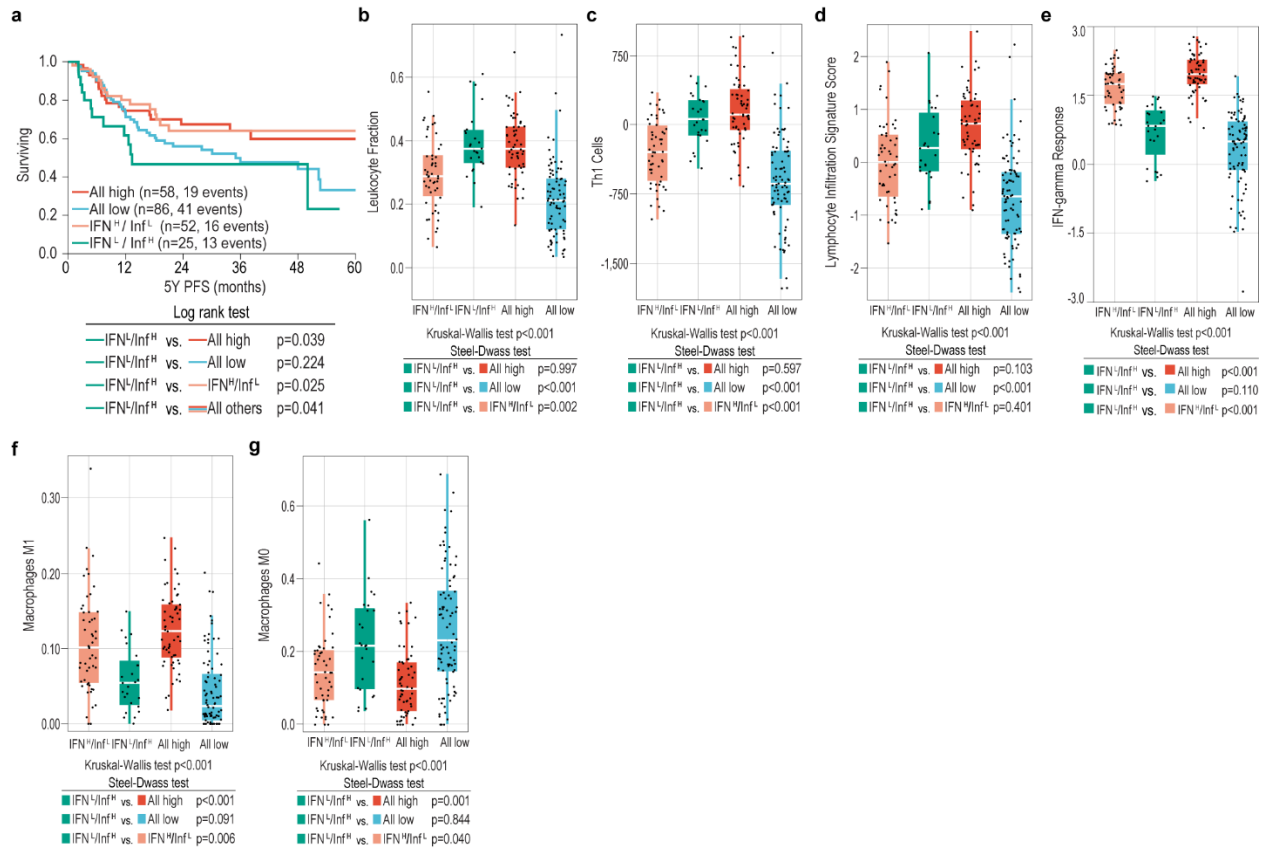 a
Surviving
1.0
0.8
0.6
0.4
0.2
0.0
All high (n=58, 19 events)
All low (n=86, 41 events)
IFN ᴴ / Inf ᴸ (n=52, 16 events)
IFN ᴸ / Inf ᴴ (n=25, 13 events)
0 12 24 36 48 60
5Y PFS (months)
Log rank test
IFNᴸ/Infᴴ vs. All high p=0.039
IFNᴸ/Infᴴ vs. All low p=0.224
IFNᴸ/Infᴴ vs. IFNᴴ/Infᴸ p=0.025
IFNᴸ/Infᴴ vs. All others p=0.041
b
Leukocyte Fraction
0.6
0.4
0.2
0.0
IFNᴴ/Infᴸ IFNᴸ/Infᴴ All high All low
Kruskal-Wallis test p<0.001
Steel-Dwass test
IFNᴸ/Infᴴ vs. All high p=0.997
IFNᴸ/Infᴴ vs. All low p<0.001
IFNᴸ/Infᴴ vs. IFNᴴ/Infᴸ p=0.002
c
Th1 Cells
750
0
-750
-1,500
IFNᴴ/Infᴸ IFNᴸ/Infᴴ All high All low
Kruskal-Wallis test p<0.001
Steel-Dwass test
IFNᴸ/Infᴴ vs. All high p=0.597
IFNᴸ/Infᴴ vs. All low p<0.001
IFNᴸ/Infᴴ vs. IFNᴴ/Infᴸ p<0.001
d
Lymphocyte Infiltration Signature Score
2
1
0
-1
-2
IFNᴴ/Infᴸ IFNᴸ/Infᴴ All high All low
Kruskal-Wallis test p<0.001
Steel-Dwass test
IFNᴸ/Infᴴ vs. All high p=0.103
IFNᴸ/Infᴴ vs. All low p<0.001
IFNᴸ/Infᴴ vs. IFNᴴ/Infᴸ p=0.401
e
IFN-gamma Response
3.0
1.5
0.0
-1.5
-3.0
IFNᴴ/Infᴸ IFNᴸ/Infᴴ All high All low
Kruskal-Wallis test p<0.001
Steel-Dwass test
IFNᴸ/Infᴴ vs. All high p<0.001
IFNᴸ/Infᴴ vs. All low p=0.110
IFNᴸ/Infᴴ vs. IFNᴴ/Infᴸ p<0.001
f
Macrophages M1
0.30
0.20
0.10
0.00
IFNᴴ/Infᴸ IFNᴸ/Infᴴ All high All low
Kruskal-Wallis test p<0.001
Steel-Dwass test
IFNᴸ/Infᴴ vs. All high p<0.001
IFNᴸ/Infᴴ vs. All low p=0.091
IFNᴸ/Infᴴ vs. IFNᴴ/Infᴸ p=0.006
g
Macrophages M0
0.6
0.4
0.2
0.0
IFNᴴ/Infᴸ IFNᴸ/Infᴴ All high All low
Kruskal-Wallis test p<0.001
Steel-Dwass test
IFNᴸ/Infᴴ vs. All high p=0.001
IFNᴸ/Infᴴ vs. All low p=0.844
IFNᴸ/Infᴴ vs. IFNᴴ/Infᴸ p=0.040